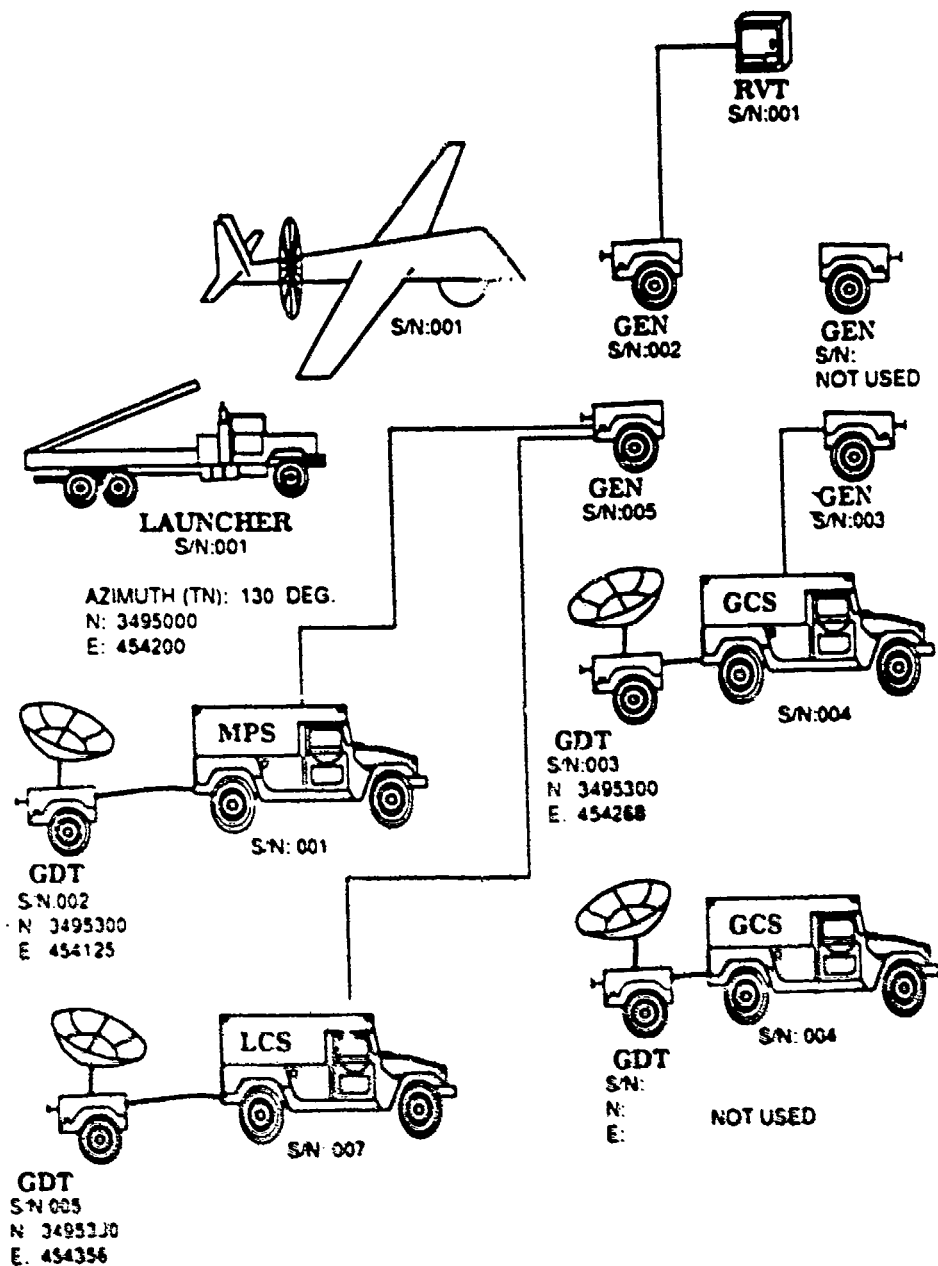 RVT
S/N:001
S/N:001
GEN
S/N:002
GEN
S/N:
NOT USED
LAUNCHER
S/N:001
GEN
S/N:005
GEN
S/N:003
AZIMUTH (TN): 130 DEG.
N: 3495000
E: 454200
GCS
S/N:004
MPS
S/N: 001
GDT
S/N:003
N 3495300
E. 454268
GDT
S/N:002
N 3495300
E 454125
GCS
S/N: 004
LCS
S/N: 007
GDT
S/N:
N:
E:
NOT USED
GDT
S/N:005
N
E. 454356